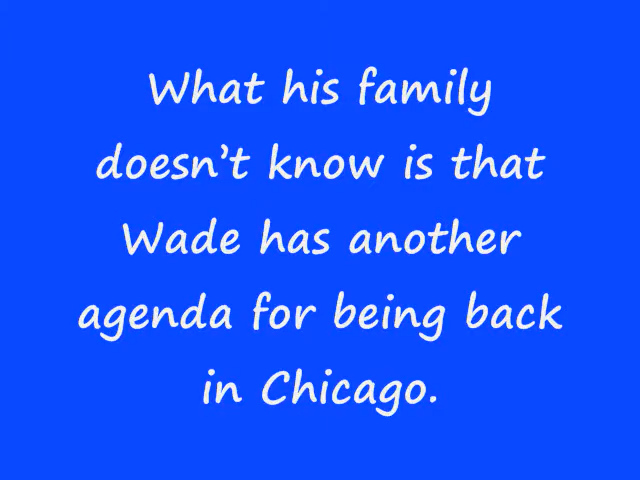 What his family
doesn’t know is that
Wade has another
agenda for being back
in Chicago.